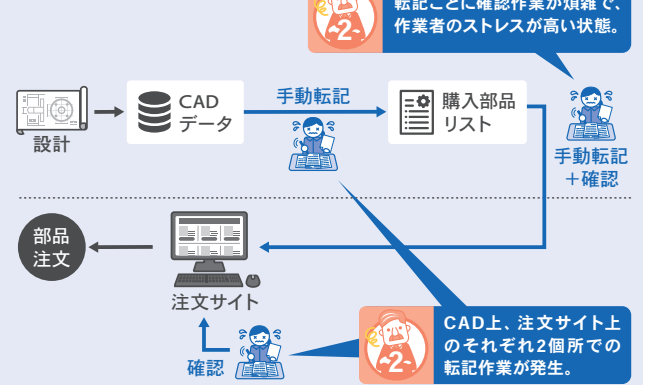 転記ごとに確認作業が煩雑で、
作業者のストレスが高い状態。
-2-
CAD
データ
手動転記
購入部品
リスト
設計
手動転記
＋確認
部品
注文
注文サイト
確認
-2-
CAD上、注文サイト上
のそれぞれ2個所での
転記作業が発生。